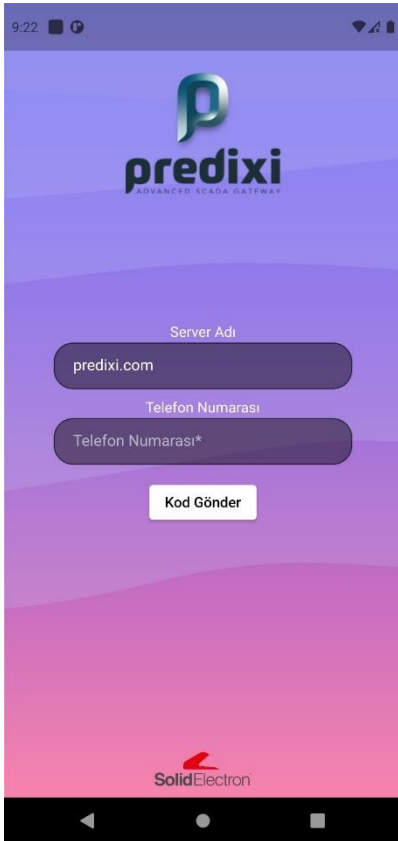 9:22
predixi
ADVANCED SCADA GATEWAY
Server Adı
predixi.com
Telefon Numarası
Telefon Numarası*
Kod Gönder
SolidElectron